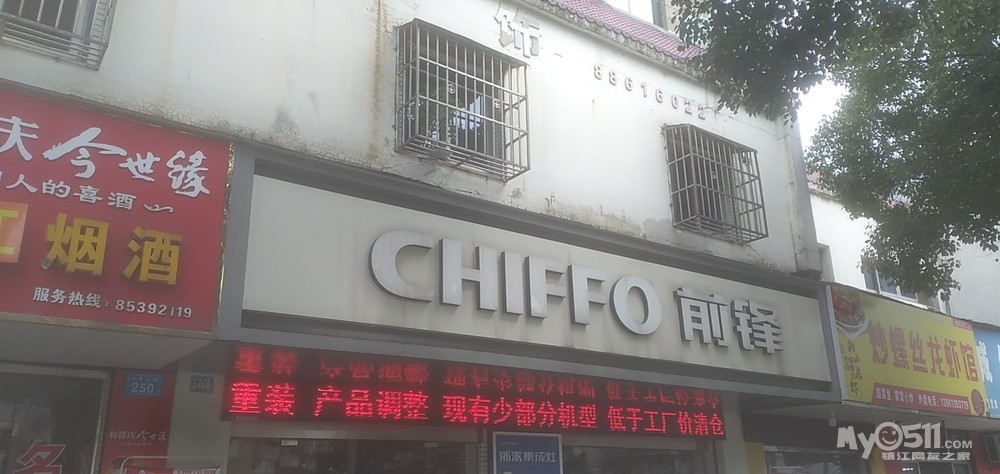 饰
88616022
庆今世缘
人的喜酒
红烟酒
服务热线:85392119
CHIFFO 前锋
重装 产品调整 现有少部分机型 低于工厂价清仓
250
浙派集成灶
炒螺丝龙虾馆
My0511.com
镇江网友之家